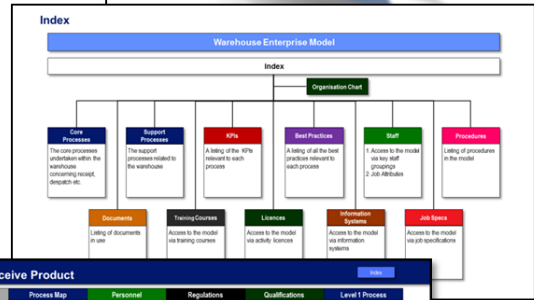 Index
Warehouse Enterprise Model
Index
Organisation Chart
Core
Processes
The core processes
undertaken within the
warehouse
concerning receipt,
despatch etc.
Support
Processes
The support
processes related to
the warehouse
KPIs
A listing of the KPIs
relevant to each
process
Best Practices
A listing of all the best
practices relevant to
each process
Staff
1. Access to the model
via key staff
groupings
2. Job Attributes
Procedures
Listing of procedures
in the model
Documents
Listing of documents
in use
Training Courses
Access to the model
via training courses
Licences
Access to the model
via activity licences
Information
Systems
Access to the model
via information
systems
Job Specs
Access to the model
via job specifications
ceive Product
Index
Process Map
Personnel
Regulations
Qualifications
Level 1 Process